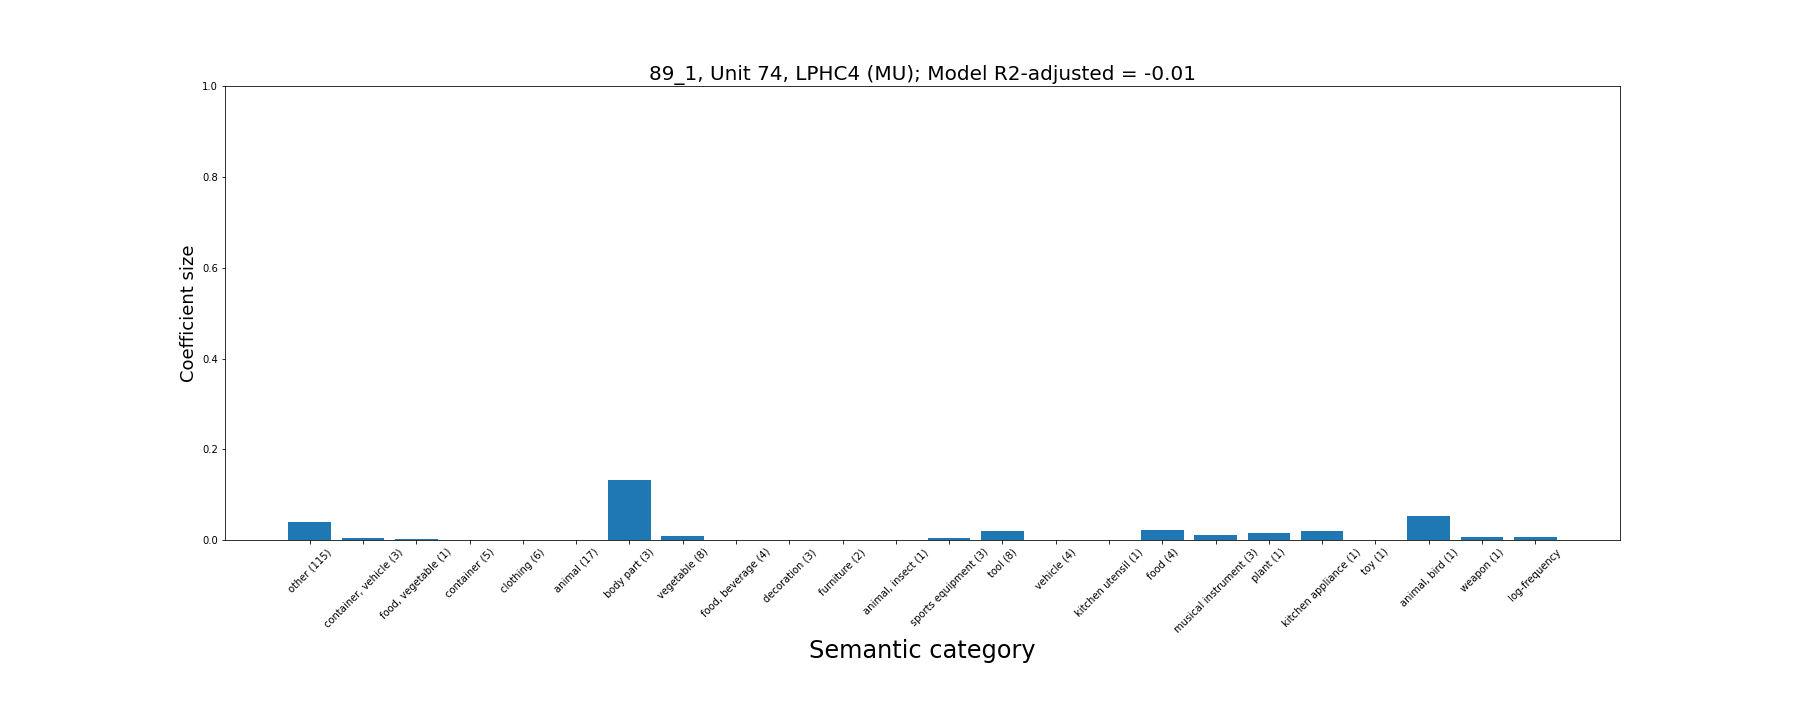 89_1, Unit 74, LPHC4 (MU); Model R2-adjusted = -0.01
Coefficient size
1.0
0.8
0.6
0.4
0.2
0.0
other (115)
container, vehicle (3)
food, vegetable (1)
container (5)
clothing (6)
animal (17)
body part (3)
vegetable (8)
food, beverage (4)
decoration (3)
furniture (2)
animal, insect (1)
sports equipment (3)
tool (8)
vehicle (4)
kitchen utensil (1)
food (4)
musical instrument (3)
plant (1)
kitchen appliance (1)
toy (1)
animal, bird (1)
weapon (1)
log-frequency
Semantic category